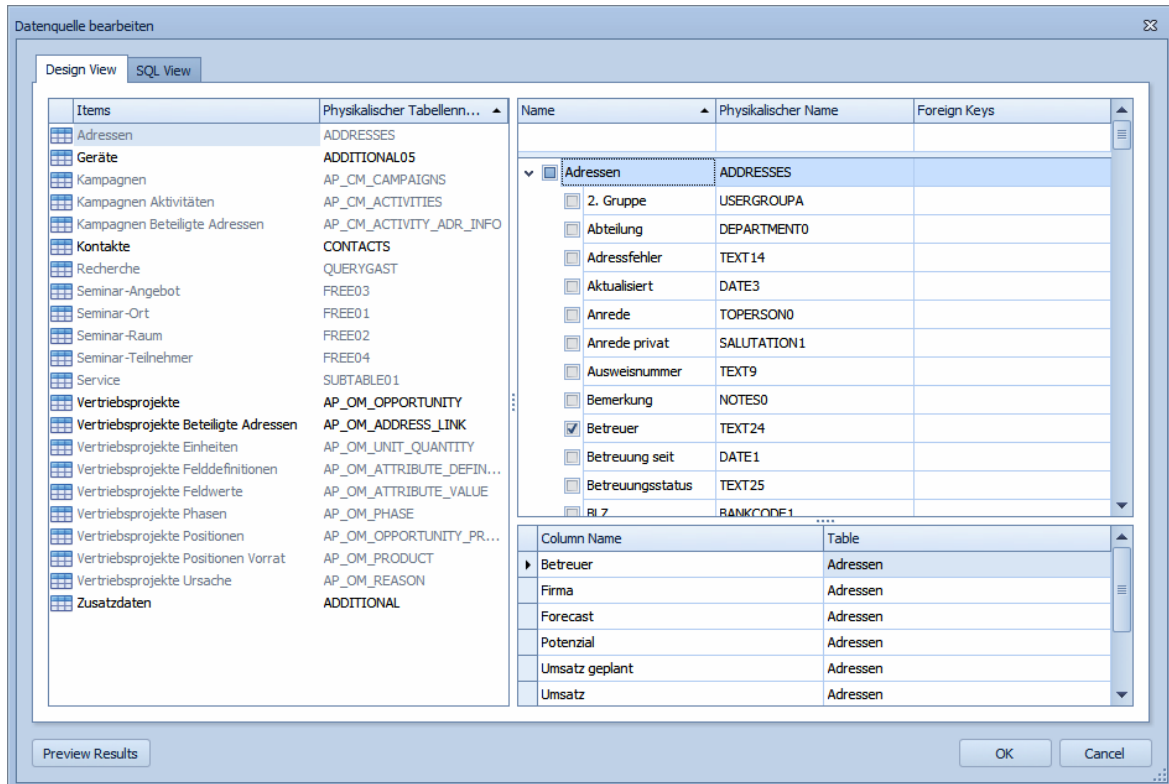 Datenquelle bearbeiten
Design View SQL View
Items Physikalischer Tabellenn...
Adressen ADDRESSES
Geräte ADDITIONAL05
Kampagnen AP_CM_CAMPAIGNS
Kampagnen Aktivitäten AP_CM_ACTIVITIES
Kampagnen Beteiligte Adressen AP_CM_ACTIVITY_ADR_INFO
Kontakte CONTACTS
Recherche QUERYGAST
Seminar-Angebot FREE03
Seminar-Ort FREE01
Seminar-Raum FREE02
Seminar-Teilnehmer FREE04
Service SUBTABLE01
Vertriebsprojekte AP_OM_OPPORTUNITY
Vertriebsprojekte Beteiligte Adressen AP_OM_ADDRESS_LINK
Vertriebsprojekte Einheiten AP_OM_UNIT_QUANTITY
Vertriebsprojekte Felddefinitionen AP_OM_ATTRIBUTE_DEFIN...
Vertriebsprojekte Feldwerte AP_OM_ATTRIBUTE_VALUE
Vertriebsprojekte Phasen AP_OM_PHASE
Vertriebsprojekte Positionen AP_OM_OPPORTUNITY_PR...
Vertriebsprojekte Positionen Vorrat AP_OM_PRODUCT
Vertriebsprojekte Ursache AP_OM_REASON
Zusatzdaten ADDITIONAL
Name Physikalischer Name Foreign Keys
Adressen ADDRESSES
2. Gruppe USERGROUPA
Abteilung DEPARTMENT0
Adressfehler TEXT14
Aktualisiert DATE3
Anrede TOPERSON0
Anrede privat SALUTATION1
Ausweisnummer TEXT9
Bemerkung NOTES0
Betreuer TEXT24
Betreuung seit DATE1
Betreuungsstatus TEXT25
BLZ BANKCODE1
Column Name Table
Betreuer Adressen
Firma Adressen
Forecast Adressen
Potenzial Adressen
Umsatz geplant Adressen
Umsatz Adressen
Preview Results OK Cancel